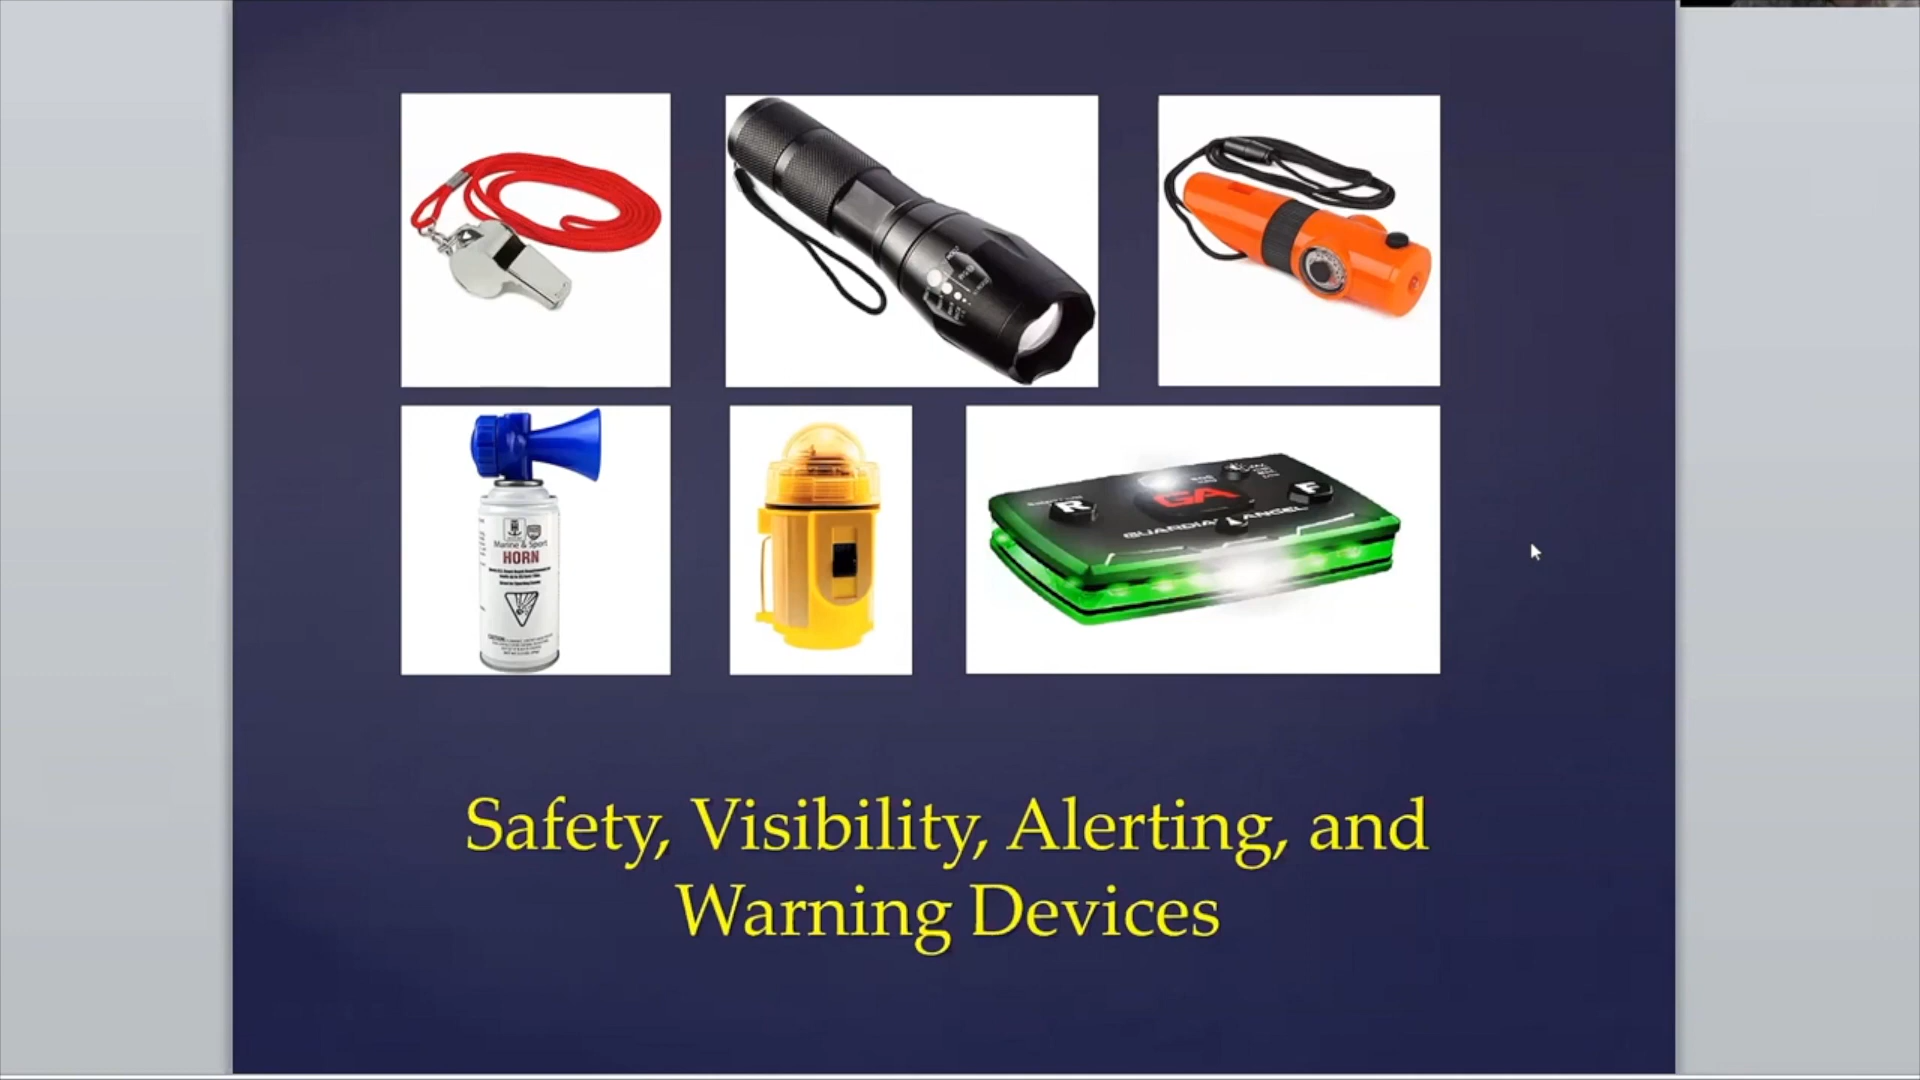 R
GA
F
GUARDIAN ANGEL
Marine & Sport
HORN
Safety, Visibility, Alerting, and
Warning Devices